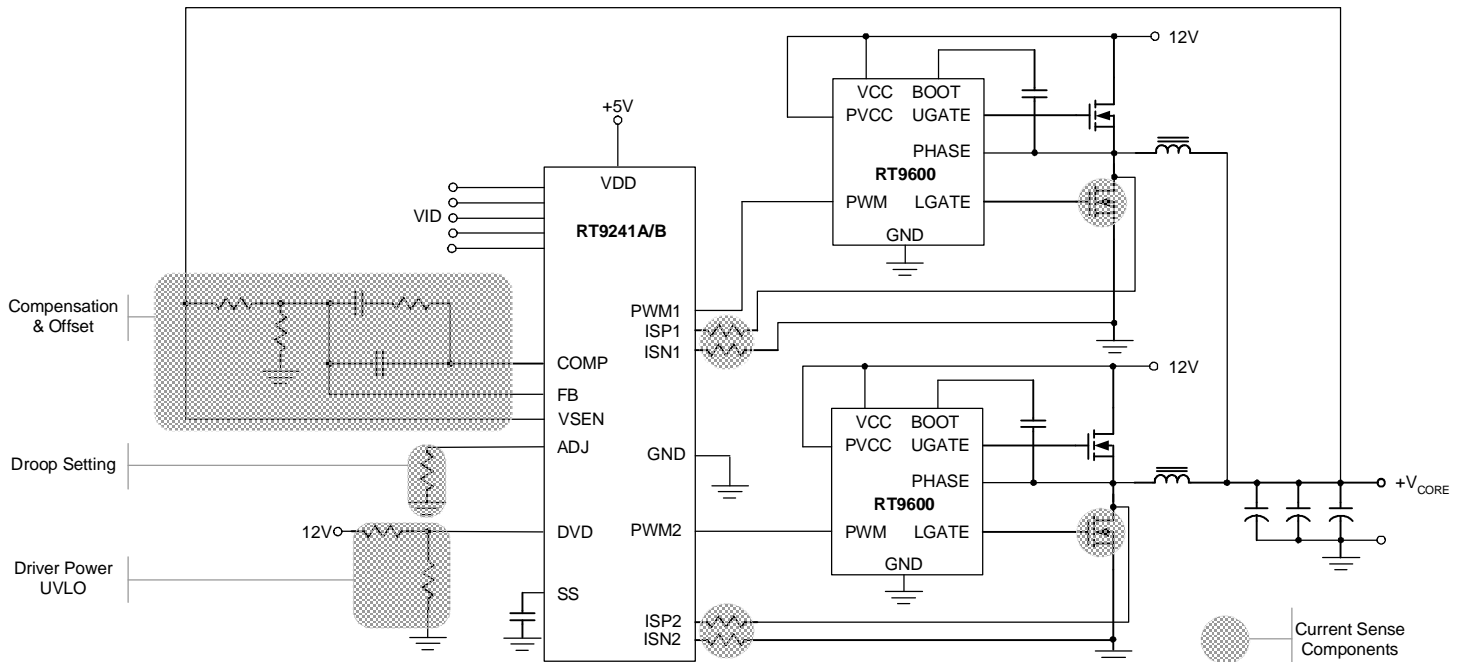 12V
VCC BOOT
PVCC UGATE
PHASE
RT9600
PWM LGATE
GND
+5V
VDD
VID
RT9241A/B
Compensation
& Offset
PWM1
ISP1
ISN1
COMP
FB
VSEN
ADJ
GND
Droop Setting
12V
DVD
PWM2
Driver Power
UVLO
SS
ISP2
ISN2
12V
VCC BOOT
PVCC UGATE
PHASE
RT9600
PWM LGATE
GND
+VCORE
Current Sense
Components